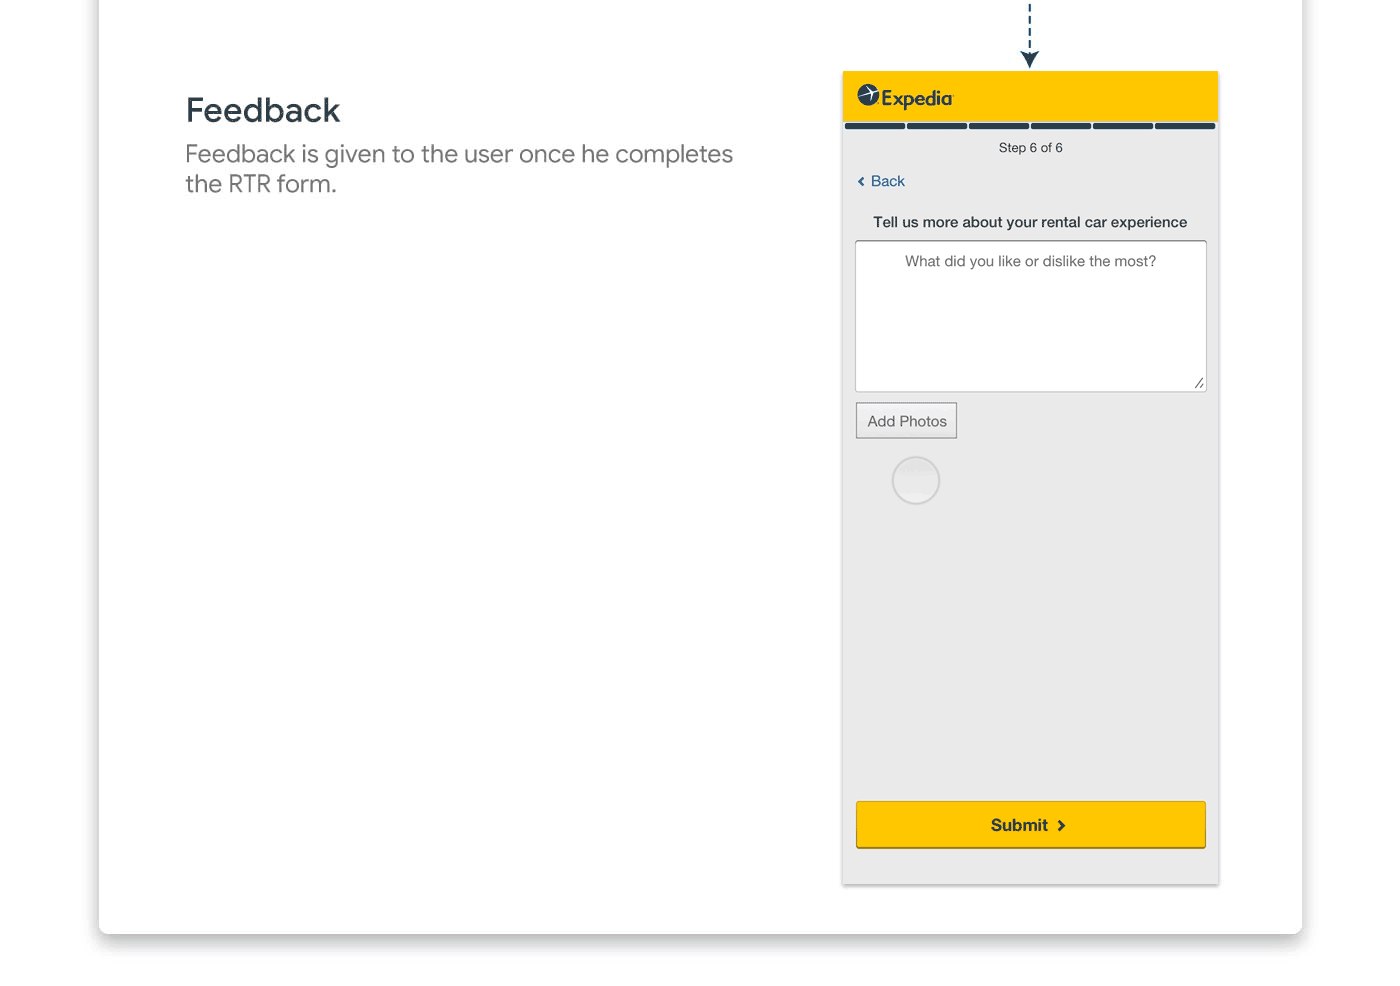 Feedback
Feedback is given to the user once he completes
the RTR form.
Expedia
Step 6 of 6
Back
Tell us more about your rental car experience
What did you like or dislike the most?
Add Photos
Submit